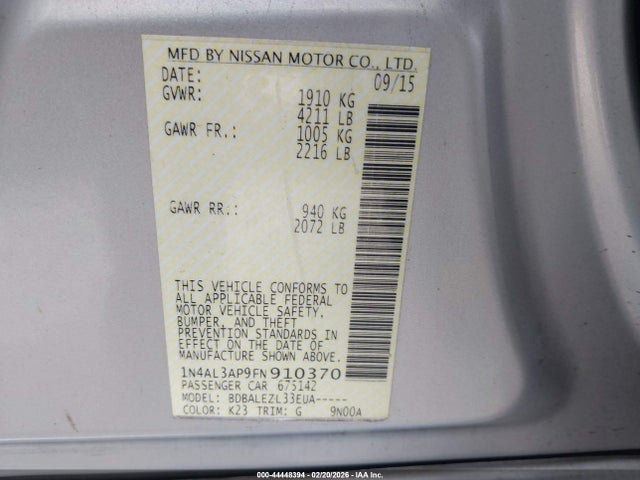 MFD BY NISSAN MOTOR CO., LTD.
DATE: 09/15
GVWR: 1910 KG
4211 LB
GAWR FR.: 1005 KG
2216 LB
GAWR RR.: 940 KG
2072 LB
THIS VEHICLE CONFORMS TO
ALL APPLICABLE FEDERAL
MOTOR VEHICLE SAFETY,
BUMPER, AND THEFT
PREVENTION STANDARDS IN
EFFECT ON THE DATE OF
MANUFACTURE SHOWN ABOVE.
1N4AL3AP9FN910370
PASSENGER CAR 675142
MODEL: BDBALEZL33EUA-----
COLOR: K23 TRIM: G 9N00A
000-44448394 - 02/20/2026 - IAA Inc.